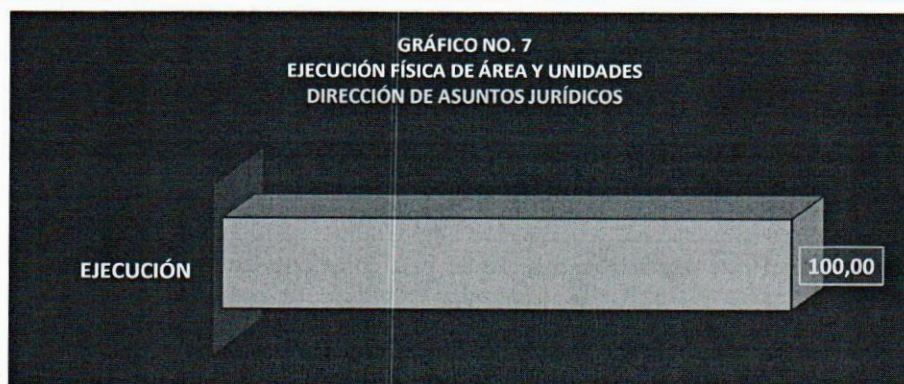 GRÁFICO NO. 7
EJECUCIÓN FÍSICA DE ÁREA Y UNIDADES
DIRECCIÓN DE ASUNTOS JURÍDICOS
EJECUCIÓN
100,00